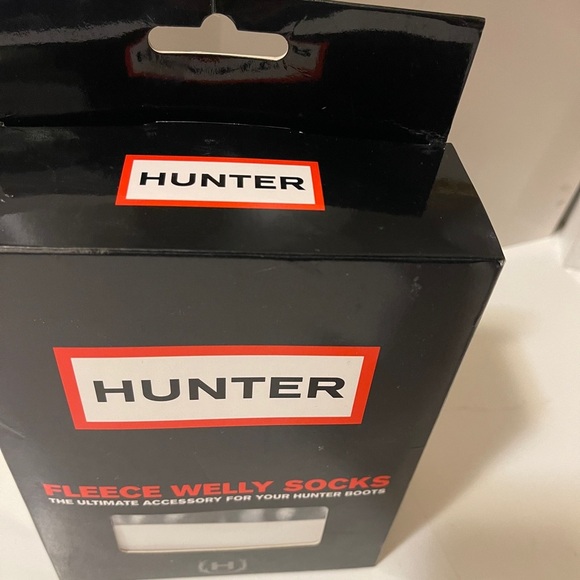 HUNTER
HUNTER
FLEECE WELLY SOCKS
THE ULTIMATE ACCESSORY FOR YOUR HUNTER BOOTS
H